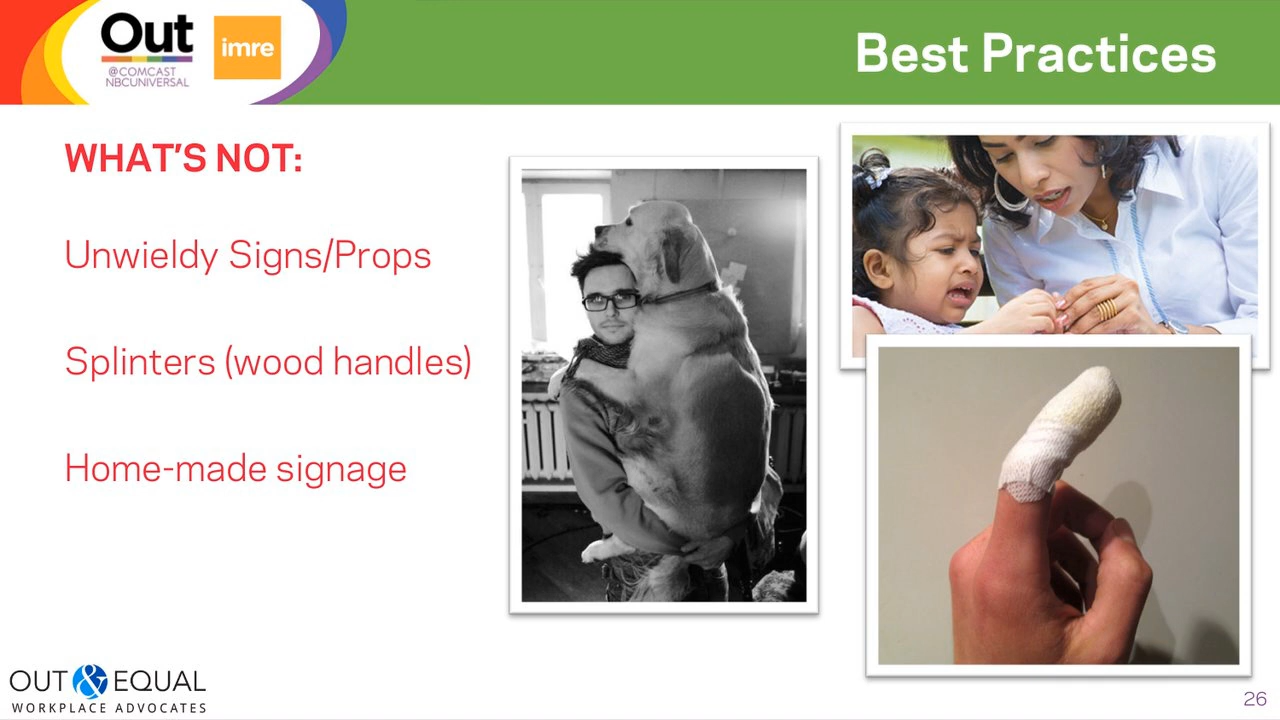 Out
@COMCAST
NBCUNIVERSAL
imre
Best Practices
WHAT'S NOT:
Unwieldy Signs/Props
Splinters (wood handles)
Home-made signage
OUT & EQUAL
WORKPLACE ADVOCATES
26